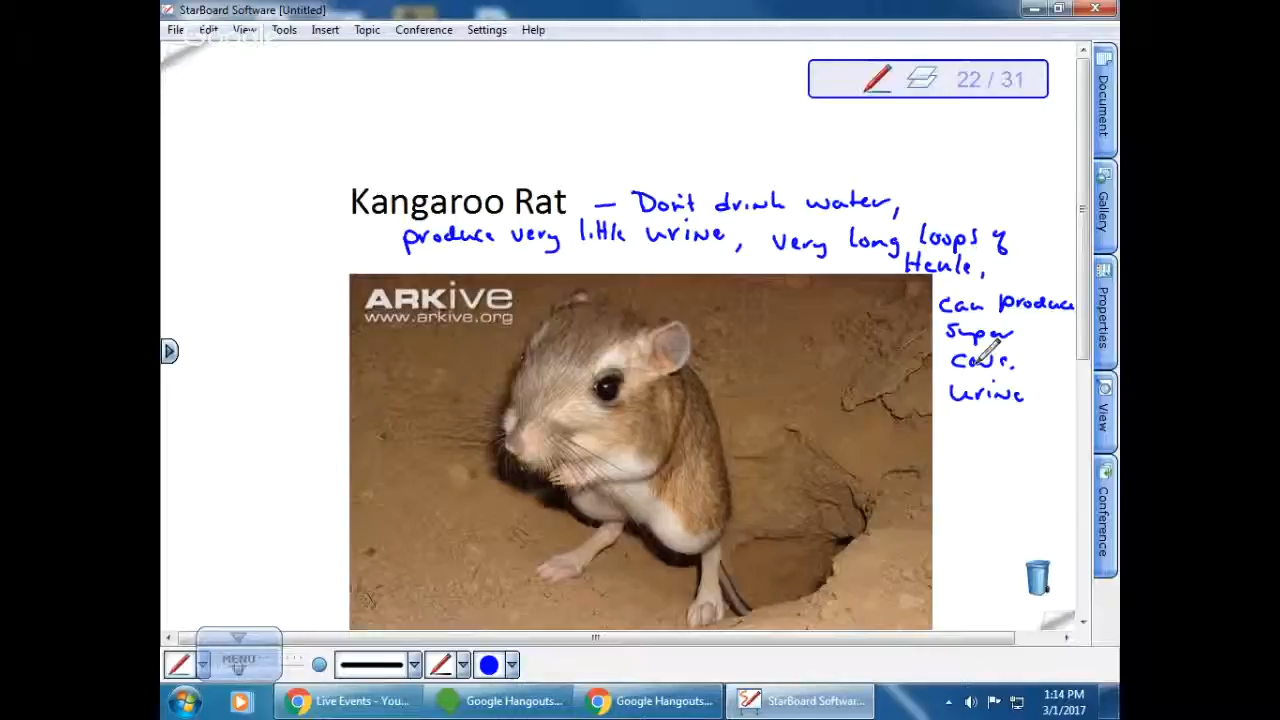 StarBoard Software [Untitled]
File Edit View Tools Insert Topic Conference Settings Help
Google
22 / 31
Document
Gallery
Properties
View
Conference
Kangaroo Rat – Don't drink water,
produce very little urine, very long loops of
Henle,
can produce
super
conc.
urine
ARKive
www.arkive.org
MENU
Live Events - You...
Google Hangouts...
Google Hangouts...
StarBoard Softwar...
1:14 PM
3/1/2017